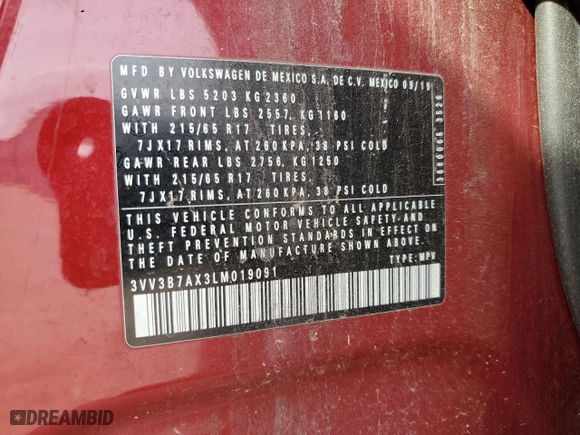 MFD BY VOLKSWAGEN DE MEXICO S.A. DE C.V. MEXICO 09/19
GVWR LBS 5203 KG 2360
GAWR FRONT LBS 2557, KG 1160
WITH 215/65 R17 TIRES,
7JX17 RIMS, AT 260 KPA, 38 PSI COLD
GAWR REAR LBS 2756, KG 1250
WITH 215/65 R17 TIRES,
7JX17 RIMS, AT 260 KPA, 38 PSI COLD
THIS VEHICLE CONFORMS TO ALL APPLICABLE
U.S. FEDERAL MOTOR VEHICLE SAFETY-AND
THEFT PREVENTION STANDARDS IN EFFECT ON
THE DATE OF MANUFACTURE SHOWN ABOVE.
3VV3B7AX3LM019091 TYPE: MPV
3528
DREAMBID